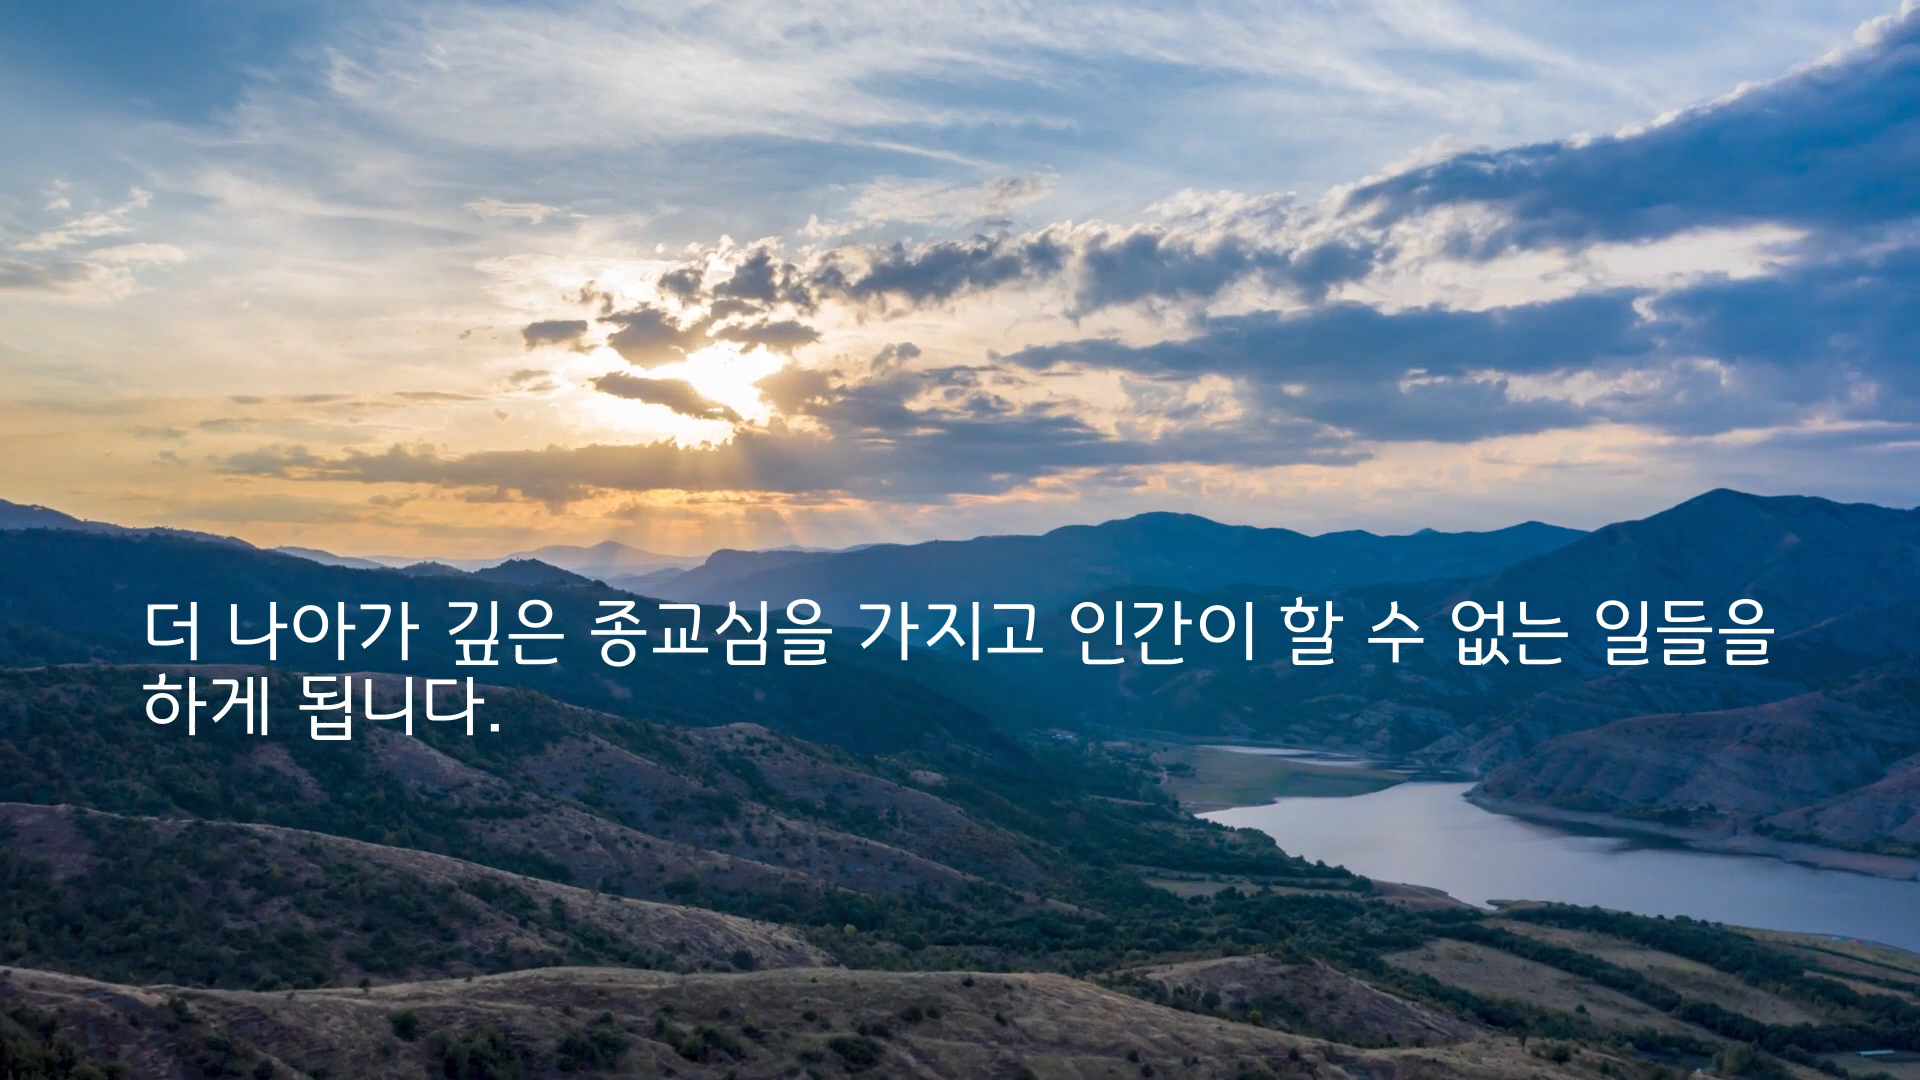 더 나아가 깊은 종교심을 가지고 인간이 할 수 없는 일들을
하게 됩니다.